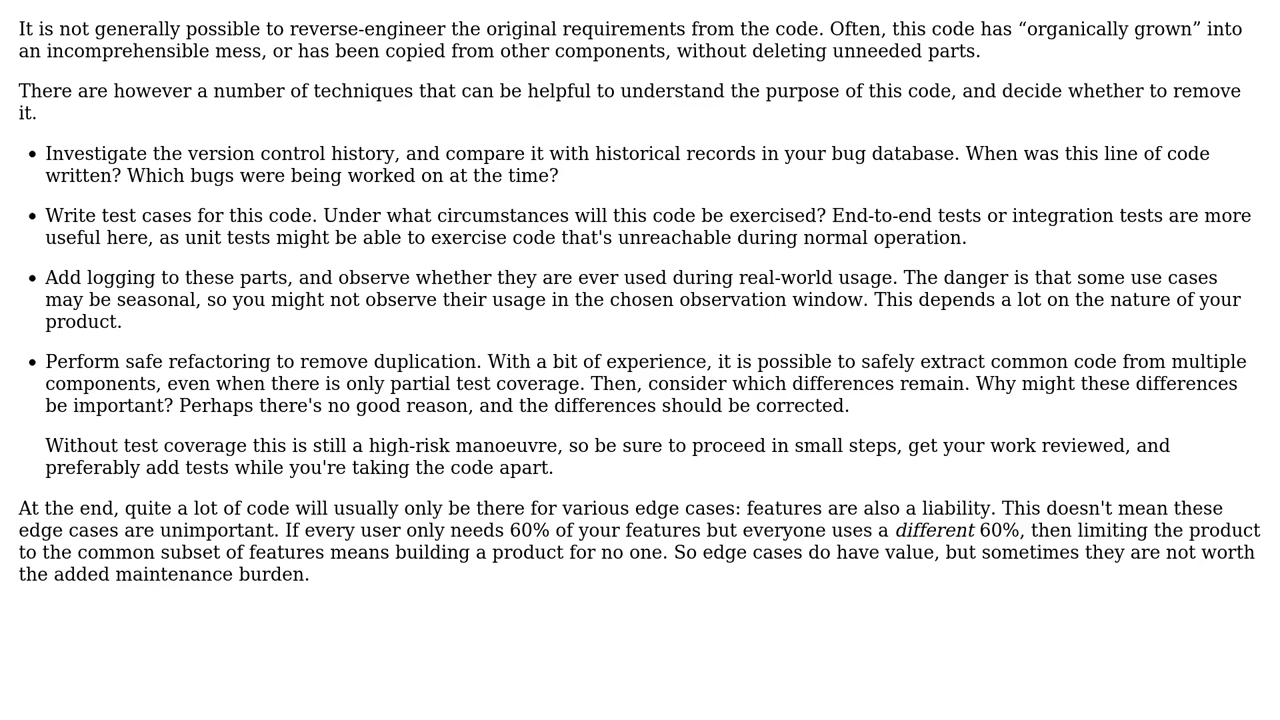 It is not generally possible to reverse-engineer the original requirements from the code. Often, this code has “organically grown” into
an incomprehensible mess, or has been copied from other components, without deleting unneeded parts.
There are however a number of techniques that can be helpful to understand the purpose of this code, and decide whether to remove
it.
• Investigate the version control history, and compare it with historical records in your bug database. When was this line of code
written? Which bugs were being worked on at the time?
• Write test cases for this code. Under what circumstances will this code be exercised? End-to-end tests or integration tests are more
useful here, as unit tests might be able to exercise code that's unreachable during normal operation.
• Add logging to these parts, and observe whether they are ever used during real-world usage. The danger is that some use cases
may be seasonal, so you might not observe their usage in the chosen observation window. This depends a lot on the nature of your
product.
• Perform safe refactoring to remove duplication. With a bit of experience, it is possible to safely extract common code from multiple
components, even when there is only partial test coverage. Then, consider which differences remain. Why might these differences
be important? Perhaps there's no good reason, and the differences should be corrected.
Without test coverage this is still a high-risk manoeuvre, so be sure to proceed in small steps, get your work reviewed, and
preferably add tests while you're taking the code apart.
At the end, quite a lot of code will usually only be there for various edge cases: features are also a liability. This doesn't mean these
edge cases are unimportant. If every user only needs 60% of your features but everyone uses a different 60%, then limiting the product
to the common subset of features means building a product for no one. So edge cases do have value, but sometimes they are not worth
the added maintenance burden.